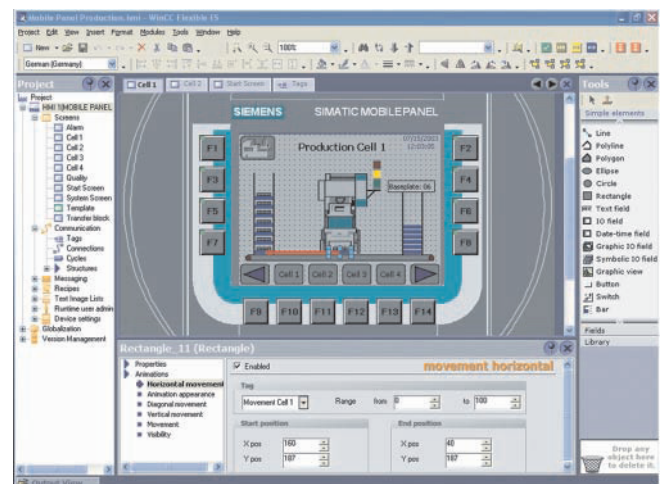 Mobile Panel Production.hmi - WinCC Flexible ES
Project Edit View Insert Format Modules Tools Window Help
New
100%
German (Germany)
Project
Project
HMI 1(MOBILE PANEL
Screens
Alarm
Cell 1
Cell 2
Cell 3
Cell 4
Quality
Start Screen
System Screen
Template
Transfer block
Communication
Tags
Connections
Cycles
Structures
Messaging
Recipes
Text Image Lists
Runtime user admin
Device settings
Globalization
Version Management
Cell 1 Cell 2 Start Screen Tags
SIEMENS SIMATIC MOBILE PANEL
Production Cell 1
Baseplate: 06
F1
F3
F5
F7
F2
F4
F6
F8
Cell 1 Cell 2 Cell 3 Cell 4
F9 F10 F11 F12 F13 F14
Rectangle_11 (Rectangle)
Properties
Animations
Horizontal movement
Animation appearance
Diagonal movement
Vertical movement
Movement
Visibility
Enabled
movement horizontal
Tag
Movement Cell 1 Range from 0 to 100
Start position End position
X pos 160 X pos 40
Y pos 187 Y pos 187
Tools
Simple elements
Line
Polyline
Polygon
Ellipse
Circle
Rectangle
Text field
IO field
Date-time field
Graphic IO field
Symbolic IO field
Graphic view
Button
Switch
Bar
Fields
Library
Drop any
object here
to delete it.
Output View